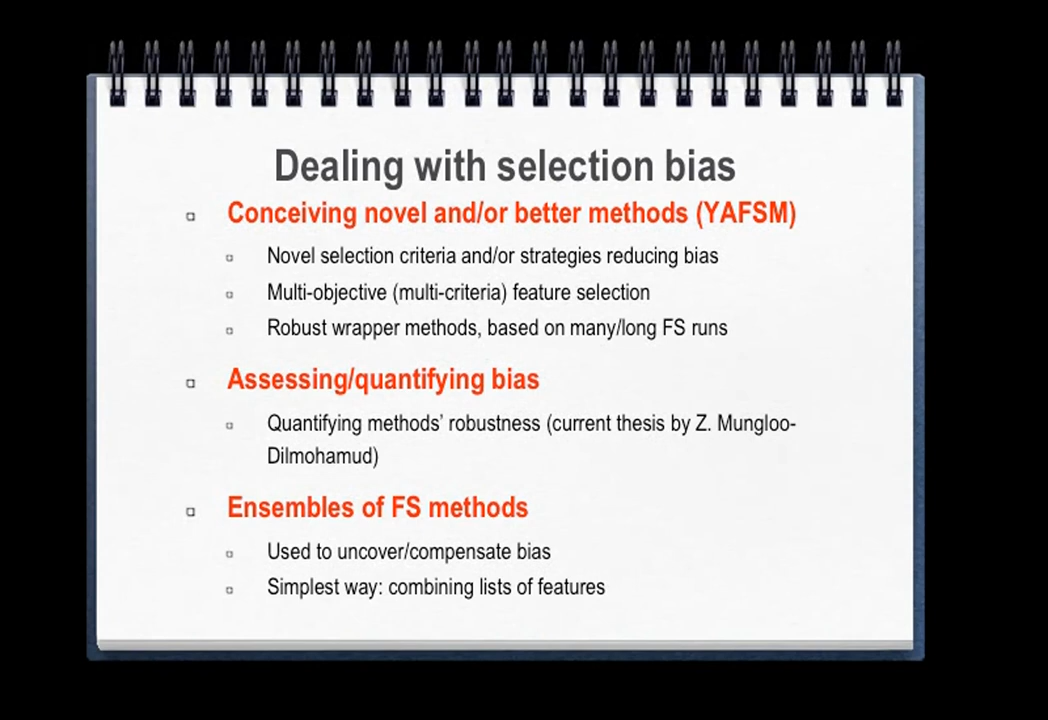 Dealing with selection bias
Conceiving novel and/or better methods (YAFSM)
Novel selection criteria and/or strategies reducing bias
Multi-objective (multi-criteria) feature selection
Robust wrapper methods, based on many/long FS runs
Assessing/quantifying bias
Quantifying methods’ robustness (current thesis by Z. Mungloo-
Dilmohamud)
Ensembles of FS methods
Used to uncover/compensate bias
Simplest way: combining lists of features